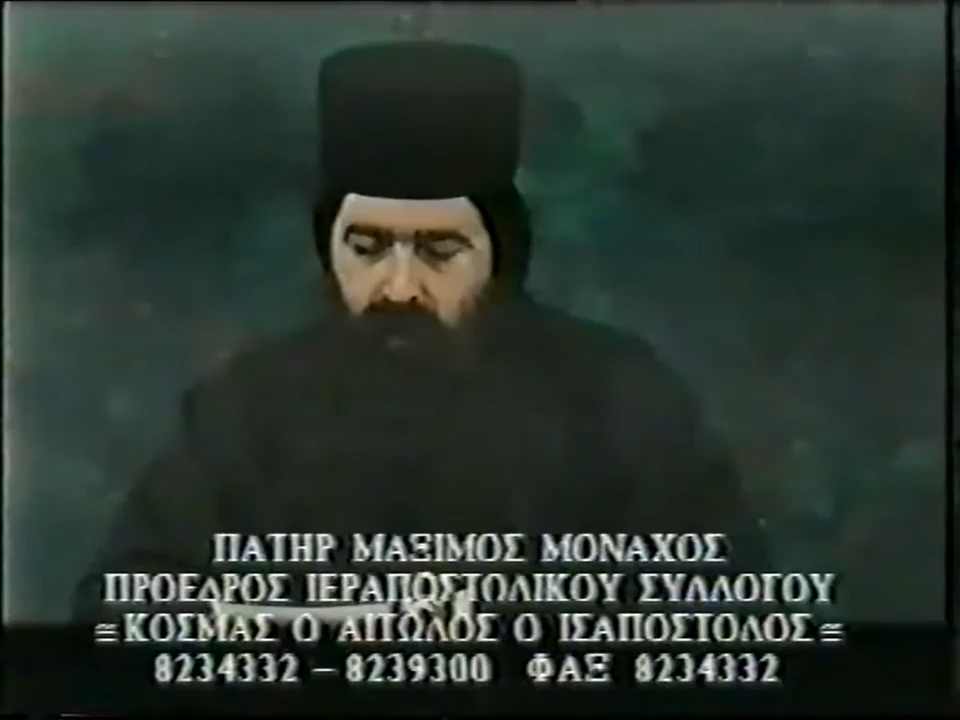 ΠΑΤΗΡ ΜΑΞΙΜΟΣ ΜΟΝΑΧΟΣ
ΠΡΟΕΔΡΟΣ ΙΕΡΑΠΟΣΤΟΛΙΚΟΥ ΣΥΛΛΟΓΟΥ
≅ΚΟΣΜΑΣ Ο ΑΙΤΩΛΟΣ Ο ΙΣΑΠΟΣΤΟΛΟΣ≅
8234332 – 8239300 ΦΑΞ 8234332